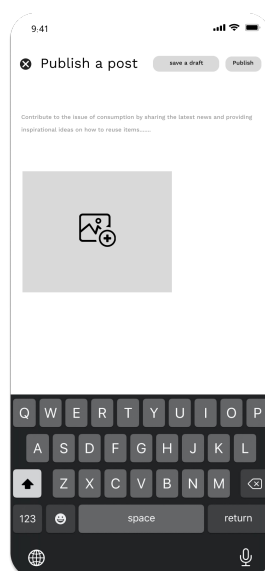 9:41
Publish a post
save a draft
Publish
Contribute to the issue of consumption by sharing the latest news and providing
inspirational ideas on how to reuse items......
Q W E R T Y U I O P
A S D F G H J K L
Z X C V B N M
123 space return